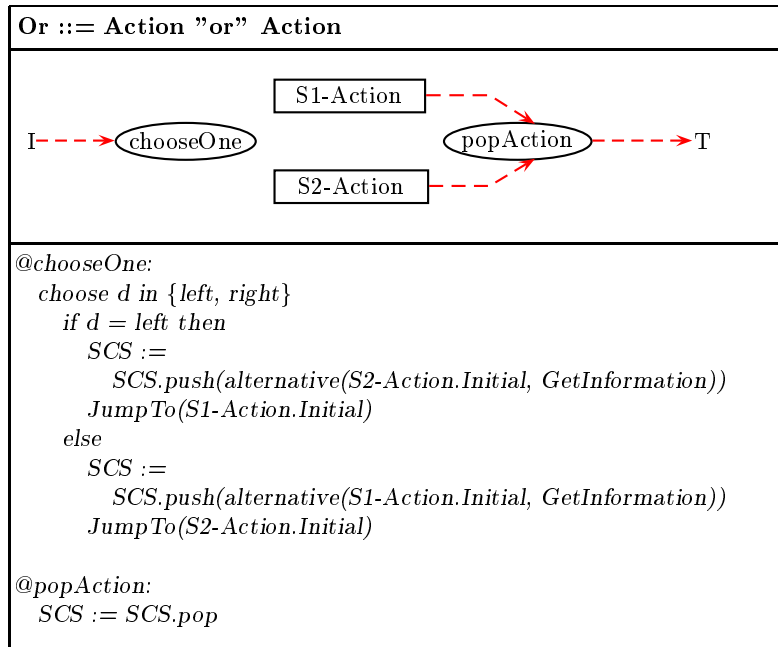 Or ::= Action ”or” Action
S1-Action
I chooseOne popAction T
S2-Action
@chooseOne:
choose d in {left, right}
if d = left then
SCS :=
SCS.push(alternative(S2-Action.Initial, GetInformation))
JumpTo(S1-Action.Initial)
else
SCS :=
SCS.push(alternative(S1-Action.Initial, GetInformation))
JumpTo(S2-Action.Initial)
@popAction:
SCS := SCS.pop